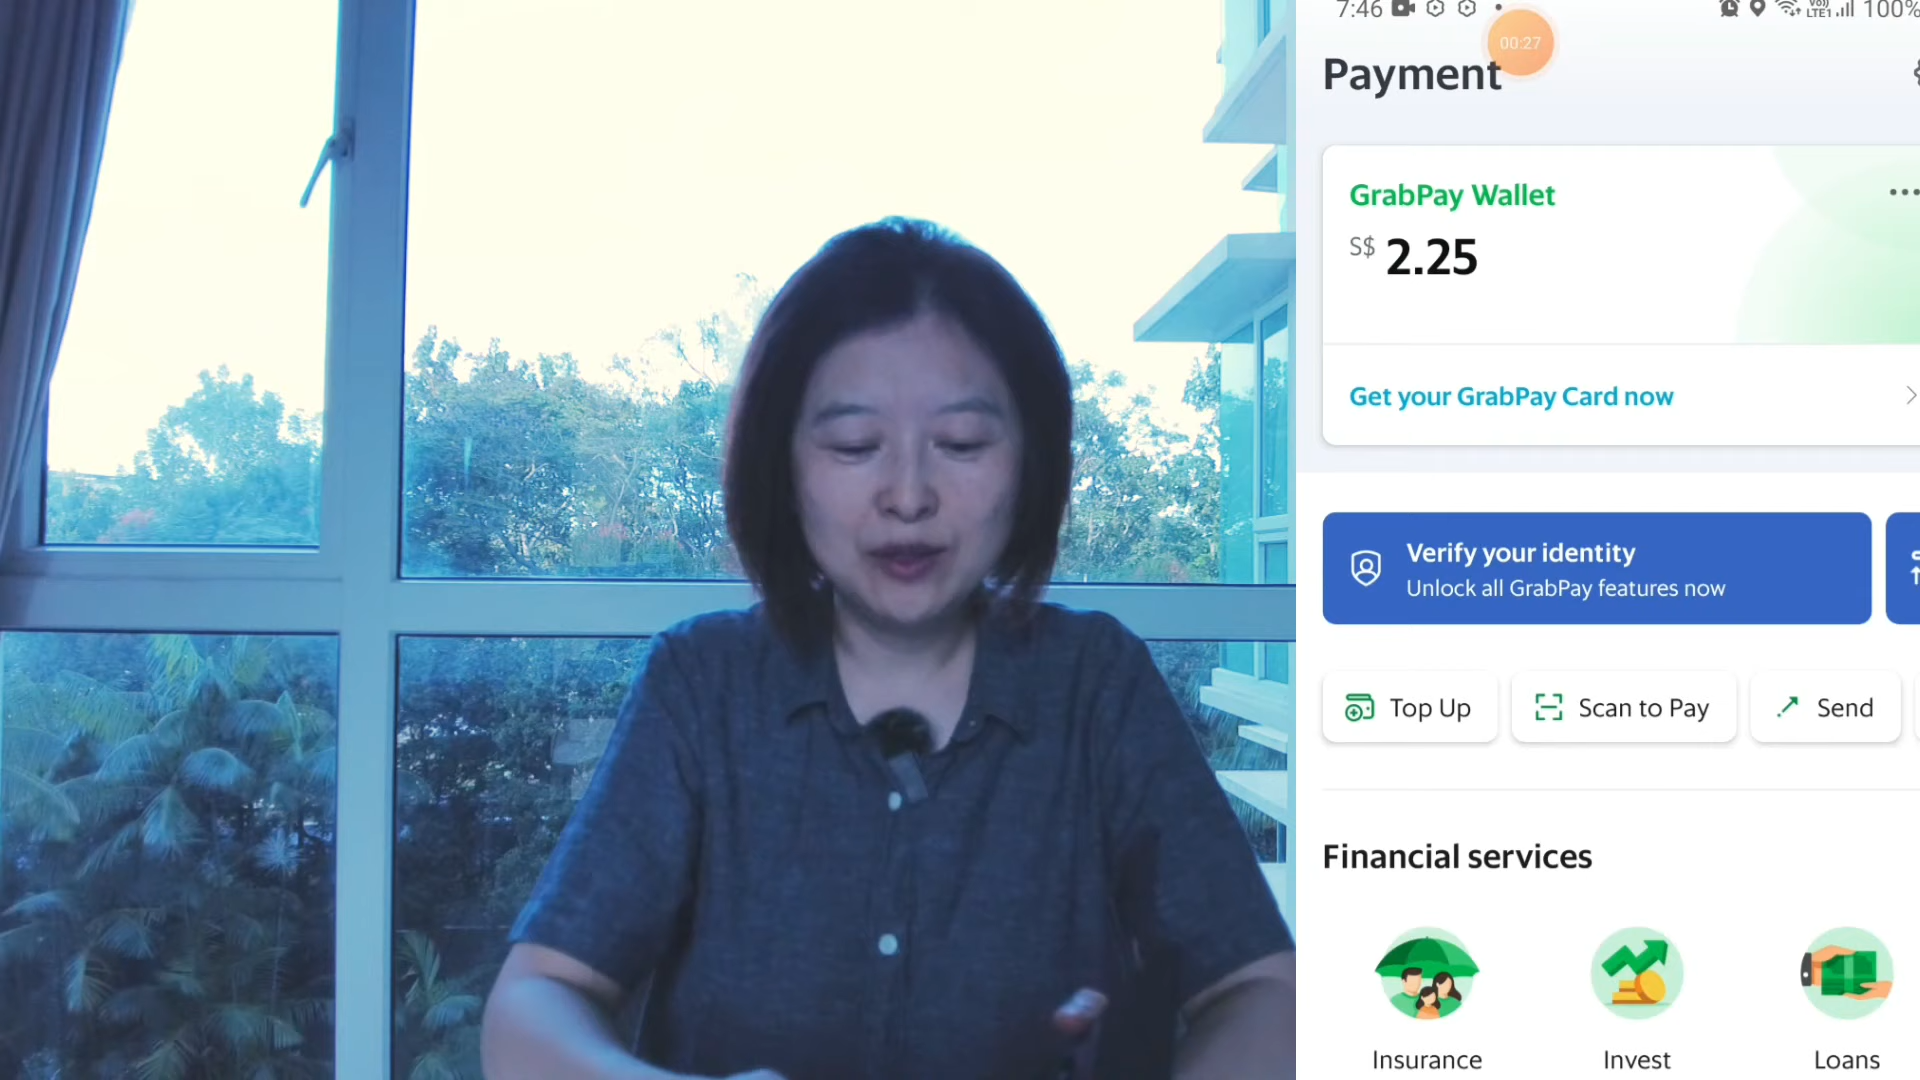 7:46
100%
00:27
Payment
GrabPay Wallet
S$ 2.25
Get your GrabPay Card now
Verify your identity
Unlock all GrabPay features now
Top Up
Scan to Pay
Send
Financial services
Insurance
Invest
Loans